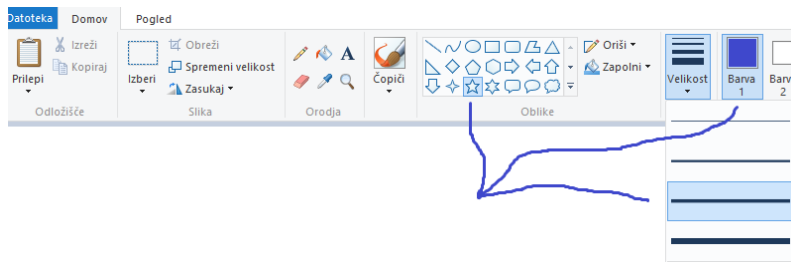 Datoteka Domov Pogled
Prilepi
Izreži
Kopiraj
Odložišče
Izberi
Obreži
Spremeni velikost
Zasukaj
Slika
A
Orodja
Čopiči
Oriši
Zapolni
Oblike
Velikost
Barva
1
Barv
2